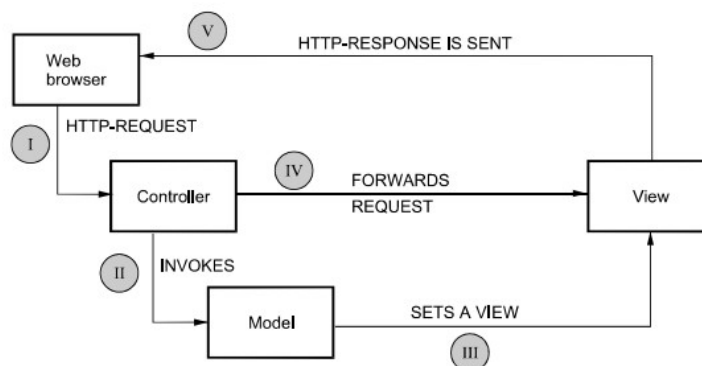 V
HTTP-RESPONSE IS SENT
Web
browser
I
HTTP-REQUEST
IV
FORWARDS
Controller
REQUEST
View
II
INVOKES
Model
SETS A VIEW
III